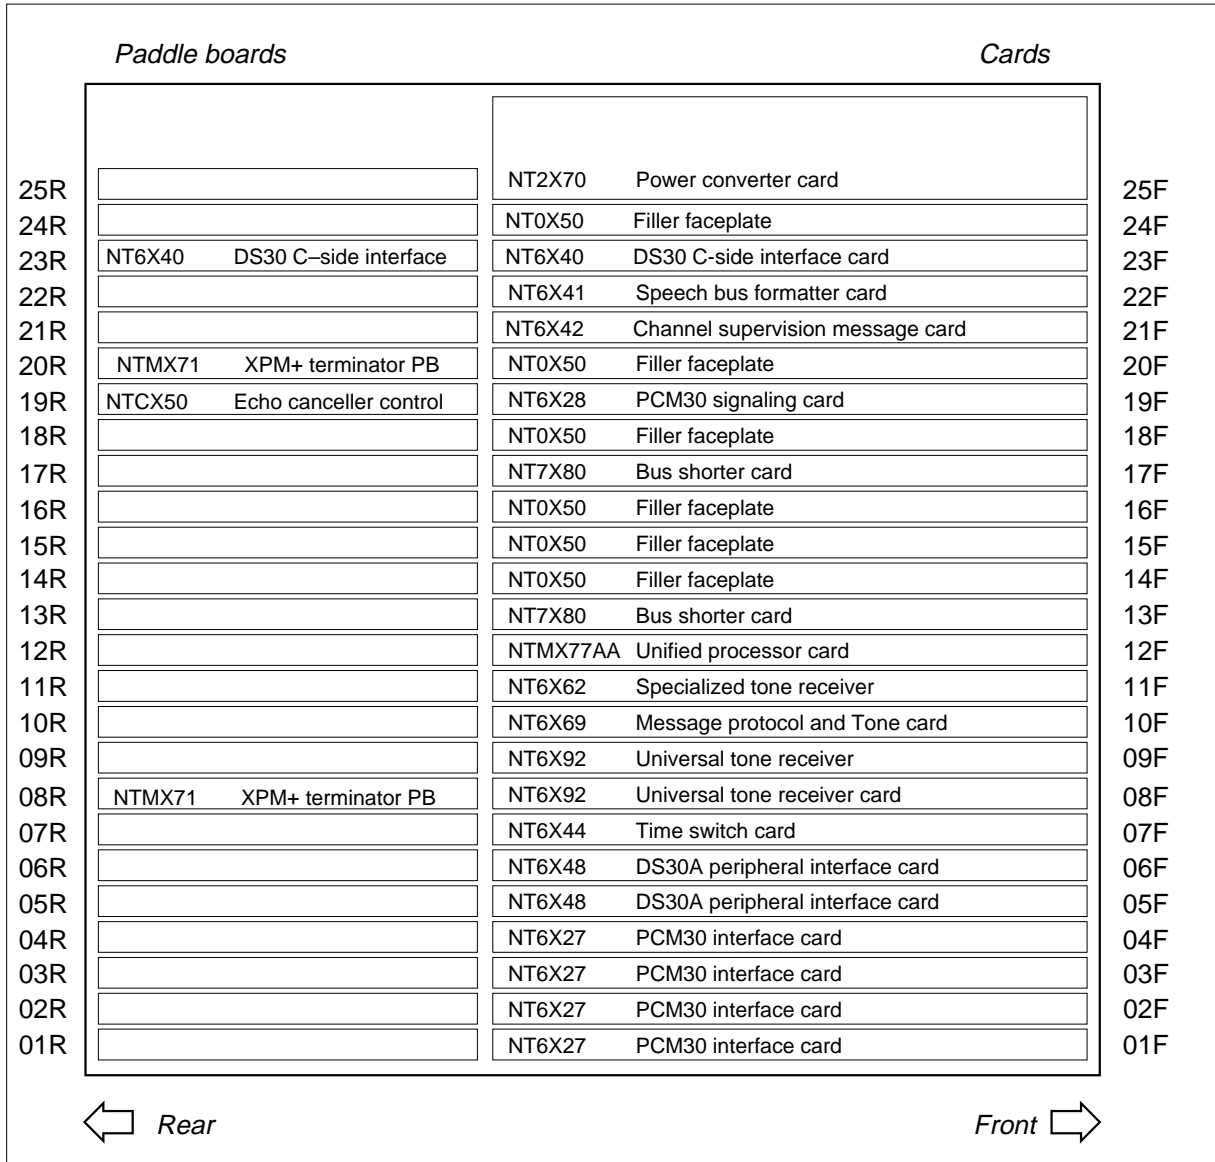 Paddle boards Cards
25R NT2X70 Power converter card 25F
24R NT0X50 Filler faceplate 24F
23R NT6X40 DS30 C–side interface NT6X40 DS30 C-side interface card 23F
22R NT6X41 Speech bus formatter card 22F
21R NT6X42 Channel supervision message card 21F
20R NTMX71 XPM+ terminator PB NT0X50 Filler faceplate 20F
19R NTCX50 Echo canceller control NT6X28 PCM30 signaling card 19F
18R NT0X50 Filler faceplate 18F
17R NT7X80 Bus shorter card 17F
16R NT0X50 Filler faceplate 16F
15R NT0X50 Filler faceplate 15F
14R NT0X50 Filler faceplate 14F
13R NT7X80 Bus shorter card 13F
12R NTMX77AA Unified processor card 12F
11R NT6X62 Specialized tone receiver 11F
10R NT6X69 Message protocol and Tone card 10F
09R NT6X92 Universal tone receiver 09F
08R NTMX71 XPM+ terminator PB NT6X92 Universal tone receiver card 08F
07R NT6X44 Time switch card 07F
06R NT6X48 DS30A peripheral interface card 06F
05R NT6X48 DS30A peripheral interface card 05F
04R NT6X27 PCM30 interface card 04F
03R NT6X27 PCM30 interface card 03F
02R NT6X27 PCM30 interface card 02F
01R NT6X27 PCM30 interface card 01F
Rear Front